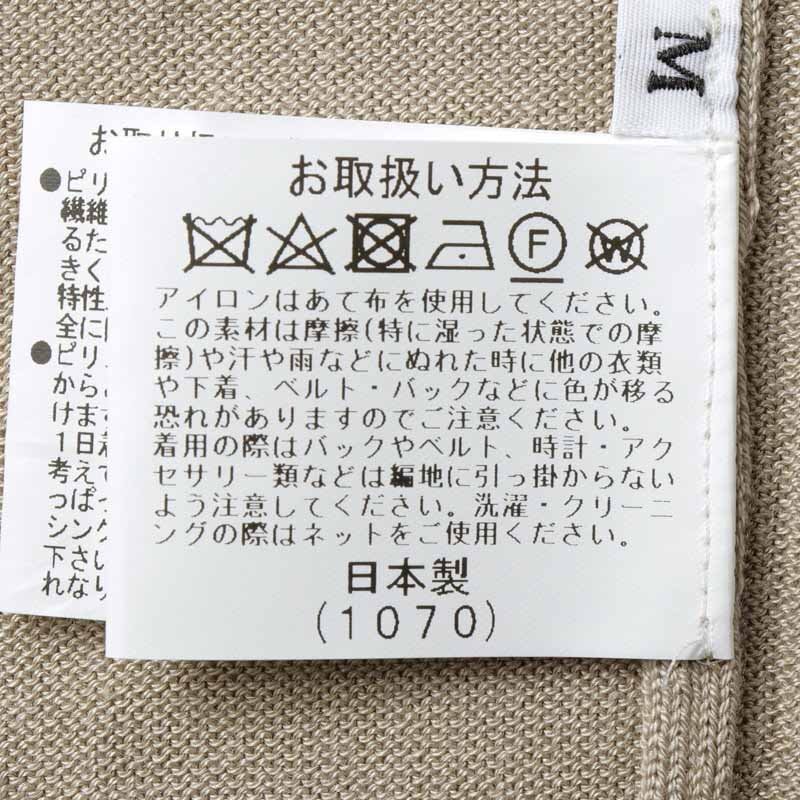 M
お取扱い方法
F
W
アイロンはあて布を使用してください。
この素材は摩擦(特に湿った状態での摩
擦)や汗や雨などにぬれた時に他の衣類
や下着、ベルト・バックなどに色が移る
恐れがありますのでご注意ください。
着用の際はバックやベルト、時計・アク
セサリー類などは編地に引っ掛からない
よう注意してください。洗濯・クリーニ
ングの際はネットをご使用ください。
日本製
(1070)
お取り
●ピリ
繊維
るた
きく
特性
全に
●ピリ
から
けま
1日着
考えて
っぱっ
シング
下さい
れなり